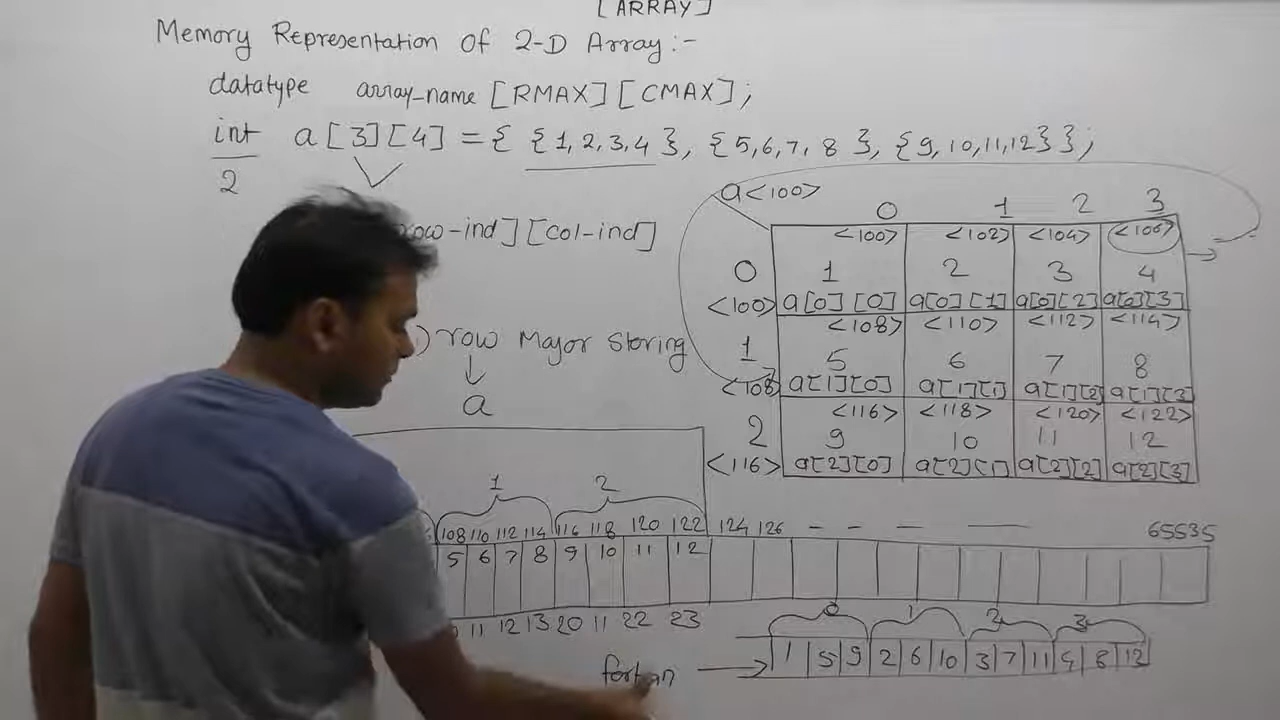 [ARRAY]
Memory Representation Of 2-D Array:-
datatype array_name [RMAX][CMAX];
int a[3][4] = { {1,2,3,4}, {5,6,7,8}, {9,10,11,12} };
2
a<100>
0 1 2 3
row-ind][col-ind]
<100> <102> <104> <106>
0 1 2 3 4
<100> a[0][0] a[0][1] a[0][2] a[0][3]
<108> <110> <112> <114>
) row Major Storing
1 5 6 7 8
<108> a[1][0] a[1][1] a[1][2] a[1][3]
a
<116> <118> <120> <122>
2 9 10 11 12
<116> a[2][0] a[2][1] a[2][2] a[2][3]
1 2
108 110 112 114 116 118 120 122 124 126 - - - - 65535
5 6 7 8 9 10 11 12
11 12 13 20 11 22 23
0 1 2 3
fortran 1 5 9 2 6 10 3 7 11 4 8 12